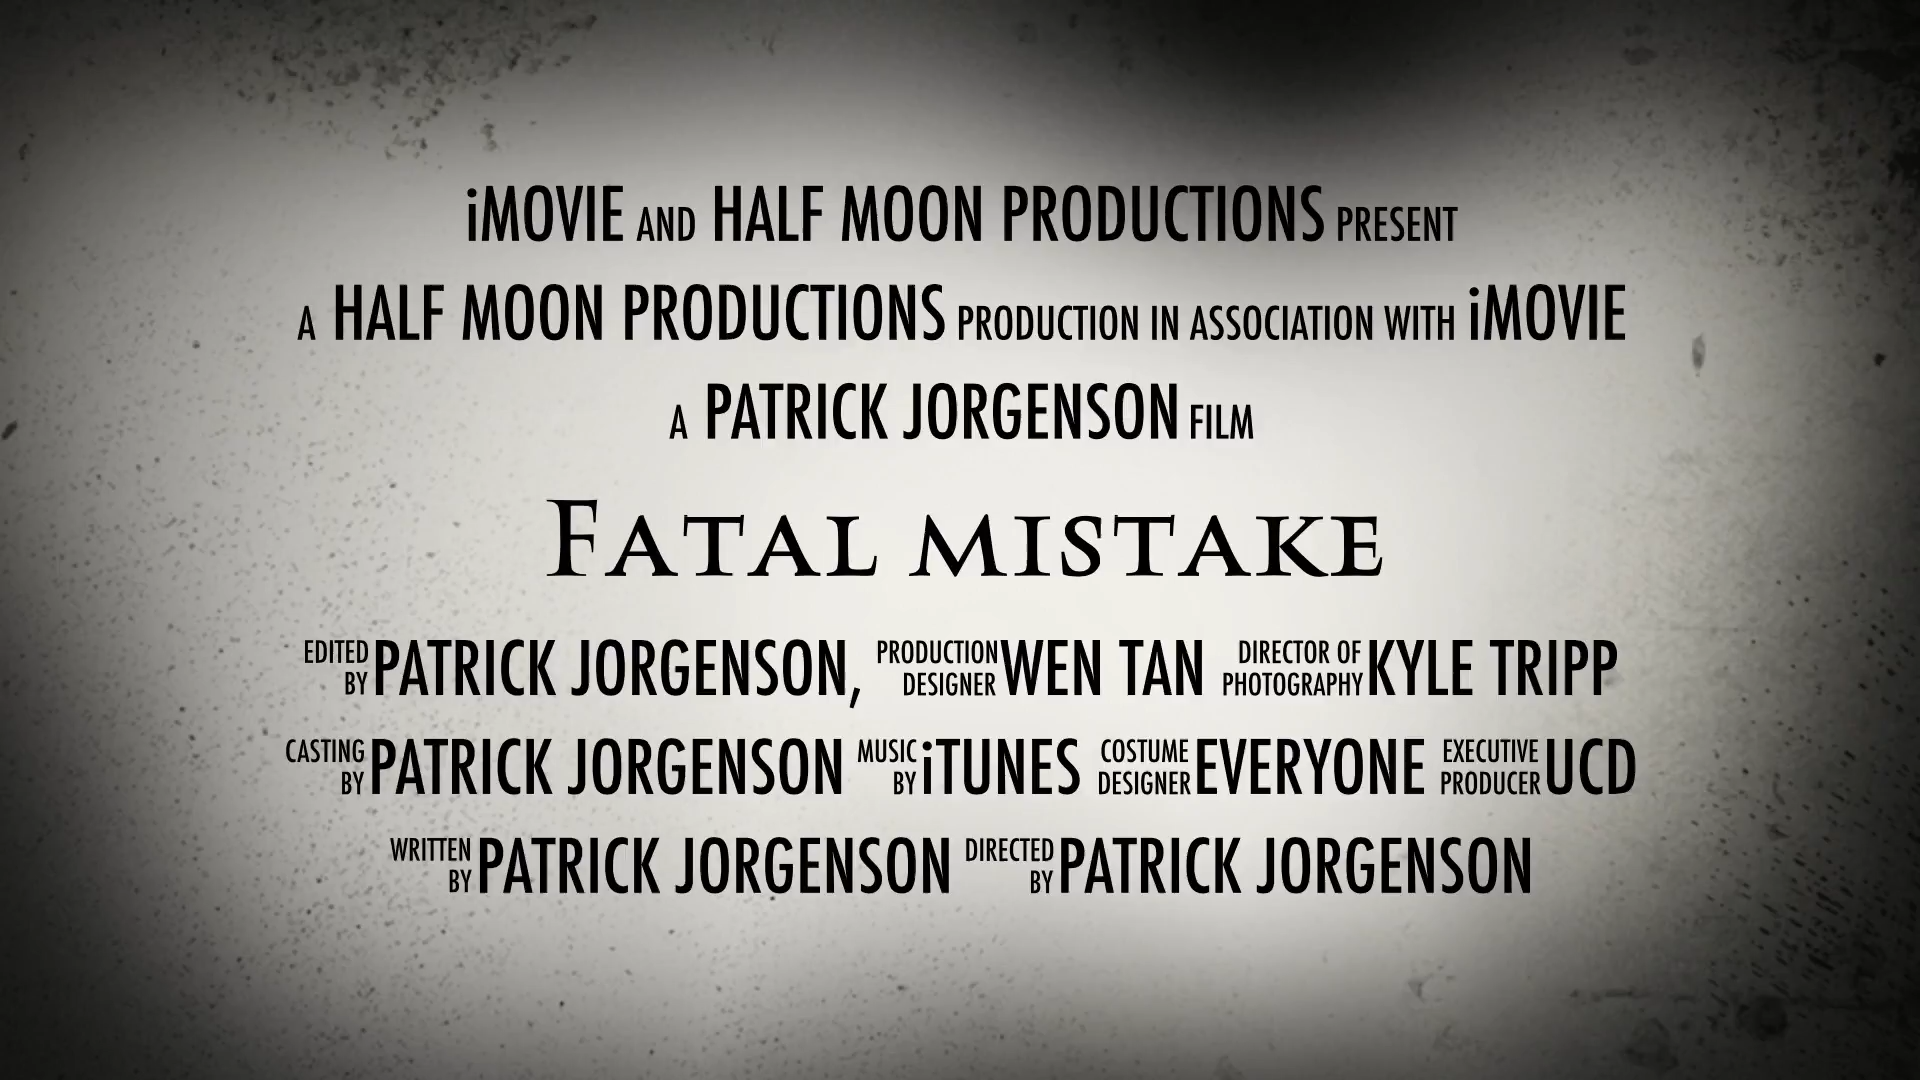 iMOVIE AND HALF MOON PRODUCTIONS PRESENT
A HALF MOON PRODUCTIONS PRODUCTION IN ASSOCIATION WITH iMOVIE
A PATRICK JORGENSON FILM
FATAL MISTAKE
EDITED BY PATRICK JORGENSON, PRODUCTION DESIGNER WEN TAN DIRECTOR OF PHOTOGRAPHY KYLE TRIPP
CASTING BY PATRICK JORGENSON MUSIC BY iTUNES COSTUME DESIGNER EVERYONE EXECUTIVE PRODUCER UCD
WRITTEN BY PATRICK JORGENSON DIRECTED BY PATRICK JORGENSON